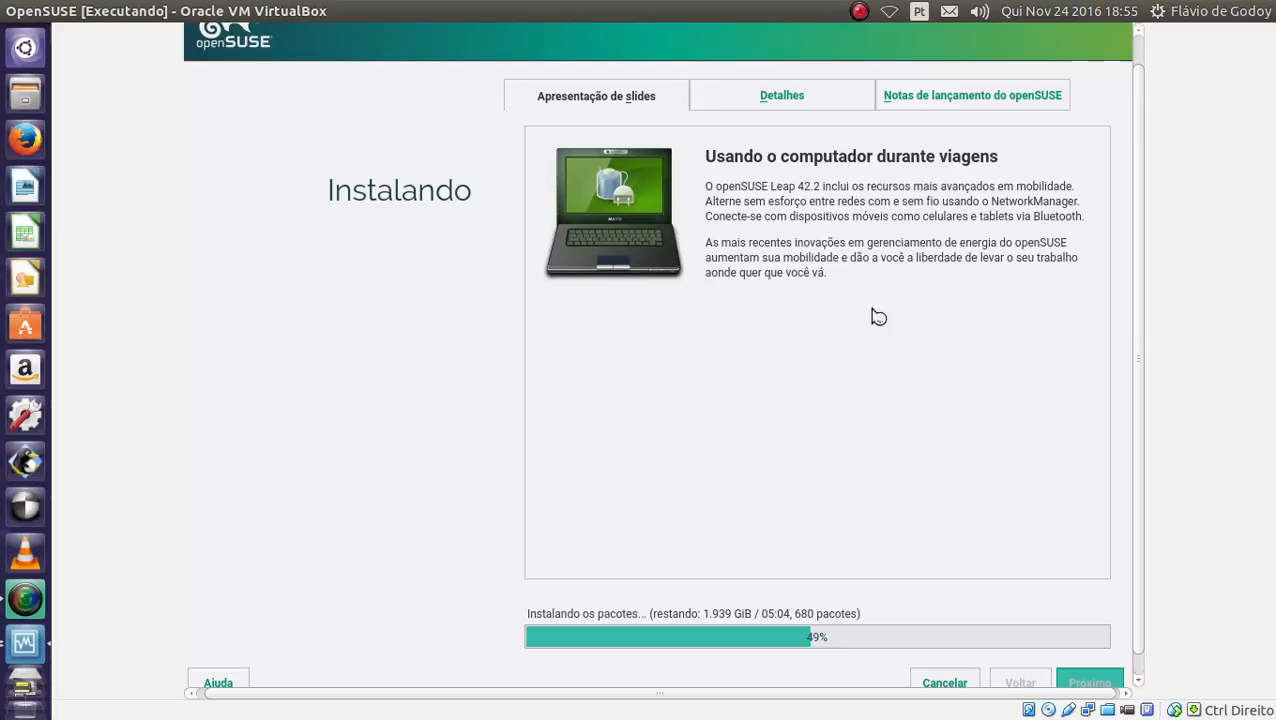 OpenSUSE [Executando] - Oracle VM VirtualBox
Pt
Qui Nov 24 2016 18:55
Flávio de Godoy
openSUSE
Apresentação de slides
Detalhes
Notas de lançamento do openSUSE
Instalando
Usando o computador durante viagens
O openSUSE Leap 42.2 inclui os recursos mais avançados em mobilidade.
Alterne sem esforço entre redes com e sem fio usando o NetworkManager.
Conecte-se com dispositivos móveis como celulares e tablets via Bluetooth.
As mais recentes inovações em gerenciamento de energia do openSUSE
aumentam sua mobilidade e dão a você a liberdade de levar o seu trabalho
aonde quer que você vá.
Instalando os pacotes... (restando: 1.939 GiB / 05:04, 680 pacotes)
49%
Ajuda
Cancelar
Voltar
Próximo
Ctrl Direito